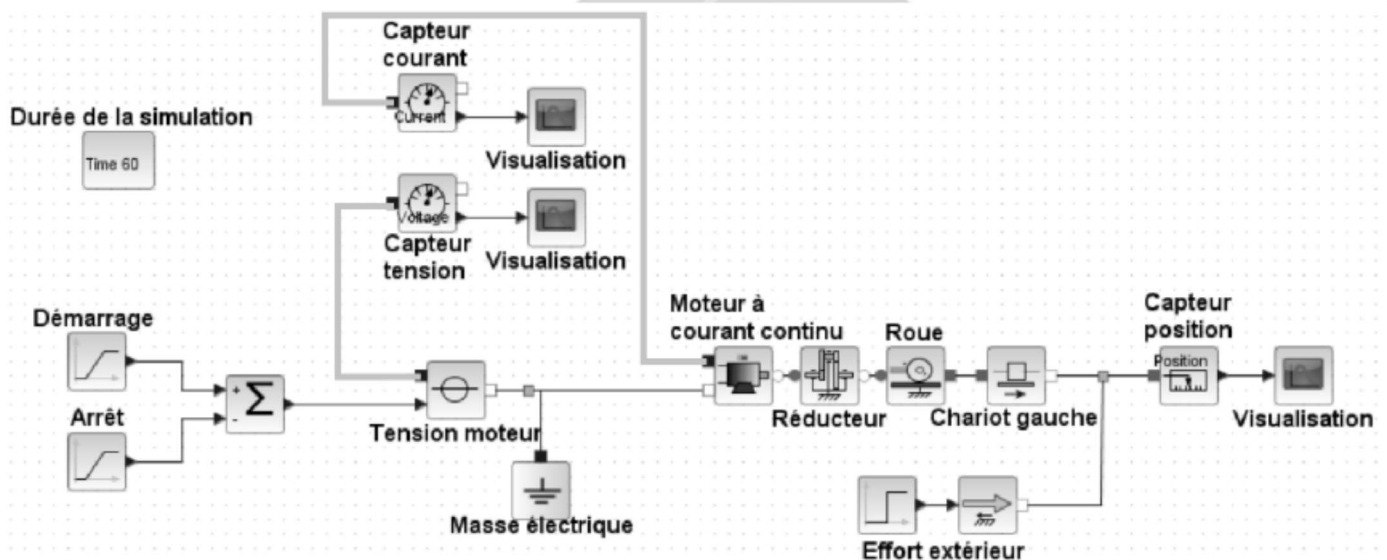 Capteur
courant
Current
Visualisation
Durée de la simulation
Time 60
Voltage
Capteur
tension
Visualisation
Démarrage
+
Σ
-
Arrêt
Tension moteur
Masse électrique
Moteur à
courant continu
Réducteur
Roue
Chariot gauche
Capteur
position
Position
Visualisation
Effort extérieur